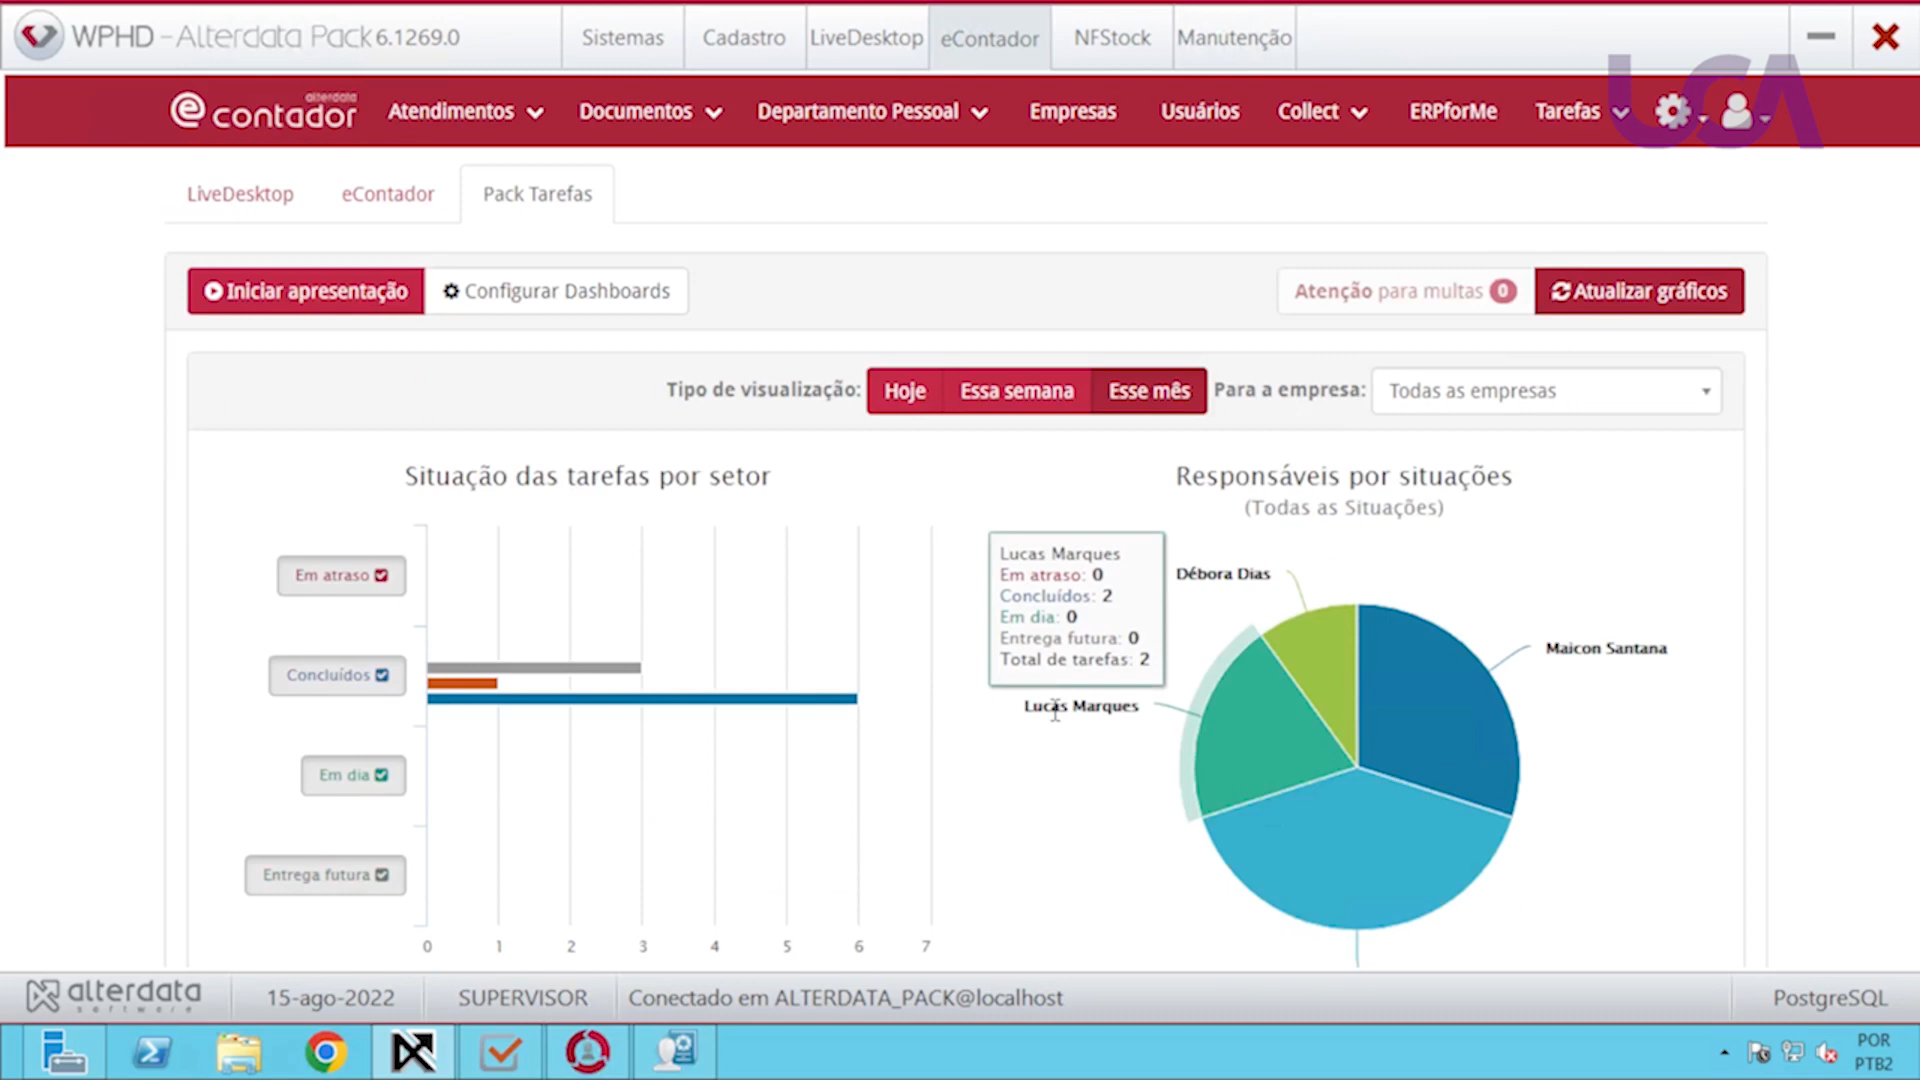 WPHD - Alterdata Pack 6.1269.0
Sistemas
Cadastro
LiveDesktop
eContador
NFStock
Manutenção
UCA
e contador alterdata
Atendimentos
Documentos
Departamento Pessoal
Empresas
Usuários
Collect
ERPforMe
Tarefas
LiveDesktop
eContador
Pack Tarefas
Iniciar apresentação
Configurar Dashboards
Atenção para multas 0
Atualizar gráficos
Tipo de visualização:
Hoje
Essa semana
Esse mês
Para a empresa:
Todas as empresas
Situação das tarefas por setor
Em atraso
Concluídos
Em dia
Entrega futura
0 1 2 3 4 5 6 7
Responsáveis por situações
(Todas as Situações)
Lucas Marques
Em atraso: 0
Concluídos: 2
Em dia: 0
Entrega futura: 0
Total de tarefas: 2
Débora Dias
Maicon Santana
Lucas Marques
alterdata
software
15-ago-2022
SUPERVISOR
Conectado em ALTERDATA_PACK@localhost
PostgreSQL
POR
PTB2